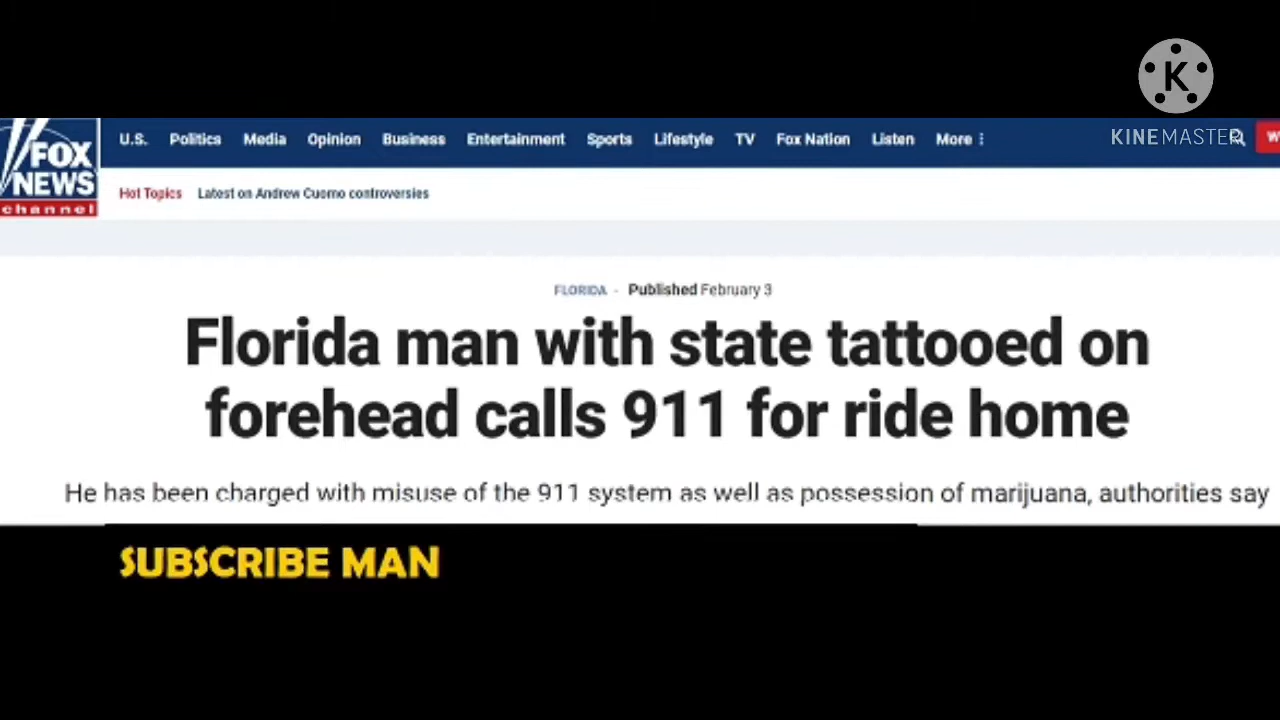 KINEMASTER
FOX
NEWS
channel
U.S. Politics Media Opinion Business Entertainment Sports Lifestyle TV Fox Nation Listen More
Hot Topics Latest on Andrew Cuomo controversies
FLORIDA - Published February 3
Florida man with state tattooed on
forehead calls 911 for ride home
He has been charged with misuse of the 911 system as well as possession of marijuana, authorities say
SUBSCRIBE MAN